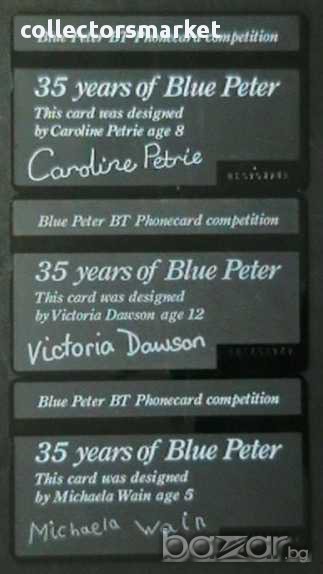 collectorsmarket
Blue Peter BT Phonecard competition
35 years of Blue Peter
This card was designed
by Caroline Petrie age 8
Caroline Petrie
Blue Peter BT Phonecard competition
35 years of Blue Peter
This card was designed
by Victoria Dawson age 12
Victoria Dawson
Blue Peter BT Phonecard competition
35 years of Blue Peter
This card was designed
by Michaela Wain age 5
Michaela Wain
базар.bg